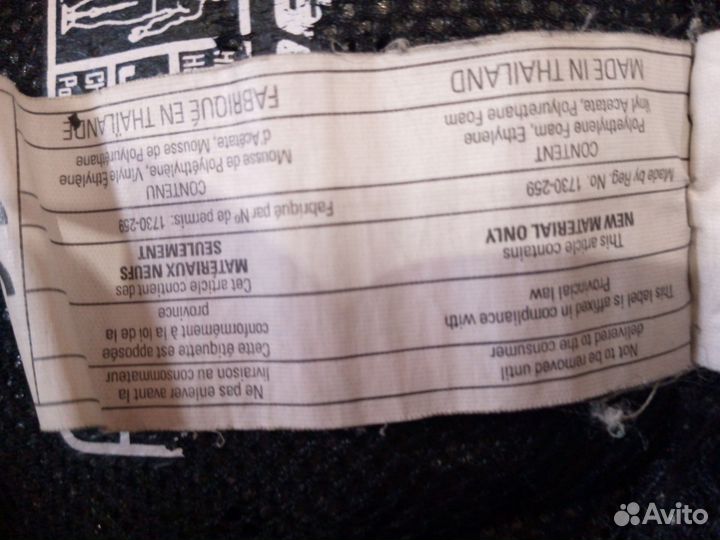 Not to be removed until
delivered to the consumer
This label is affixed in compliance with
Provincial law
This article contains
NEW MATERIAL ONLY
Made by Reg. No. 1730-259
CONTENT
Polyethylene Foam, Ethylene
Vinyl Acetate, Polyurethane Foam
MADE IN THAILAND
Ne pas enlever avant la
livraison au consommateur
Cette étiquette est apposée
conformément à la loi de la
province
Cet article contient des
MATÉRIAUX NEUFS
SEULEMENT
Fabriqué par Nº de permis: 1730-259
CONTENU
Mousse de Polyéthylène, Vinyle Éthylène
d'Acétate, Mousse de Polyuréthane
FABRIQUÉ EN THAÏLANDE
Avito